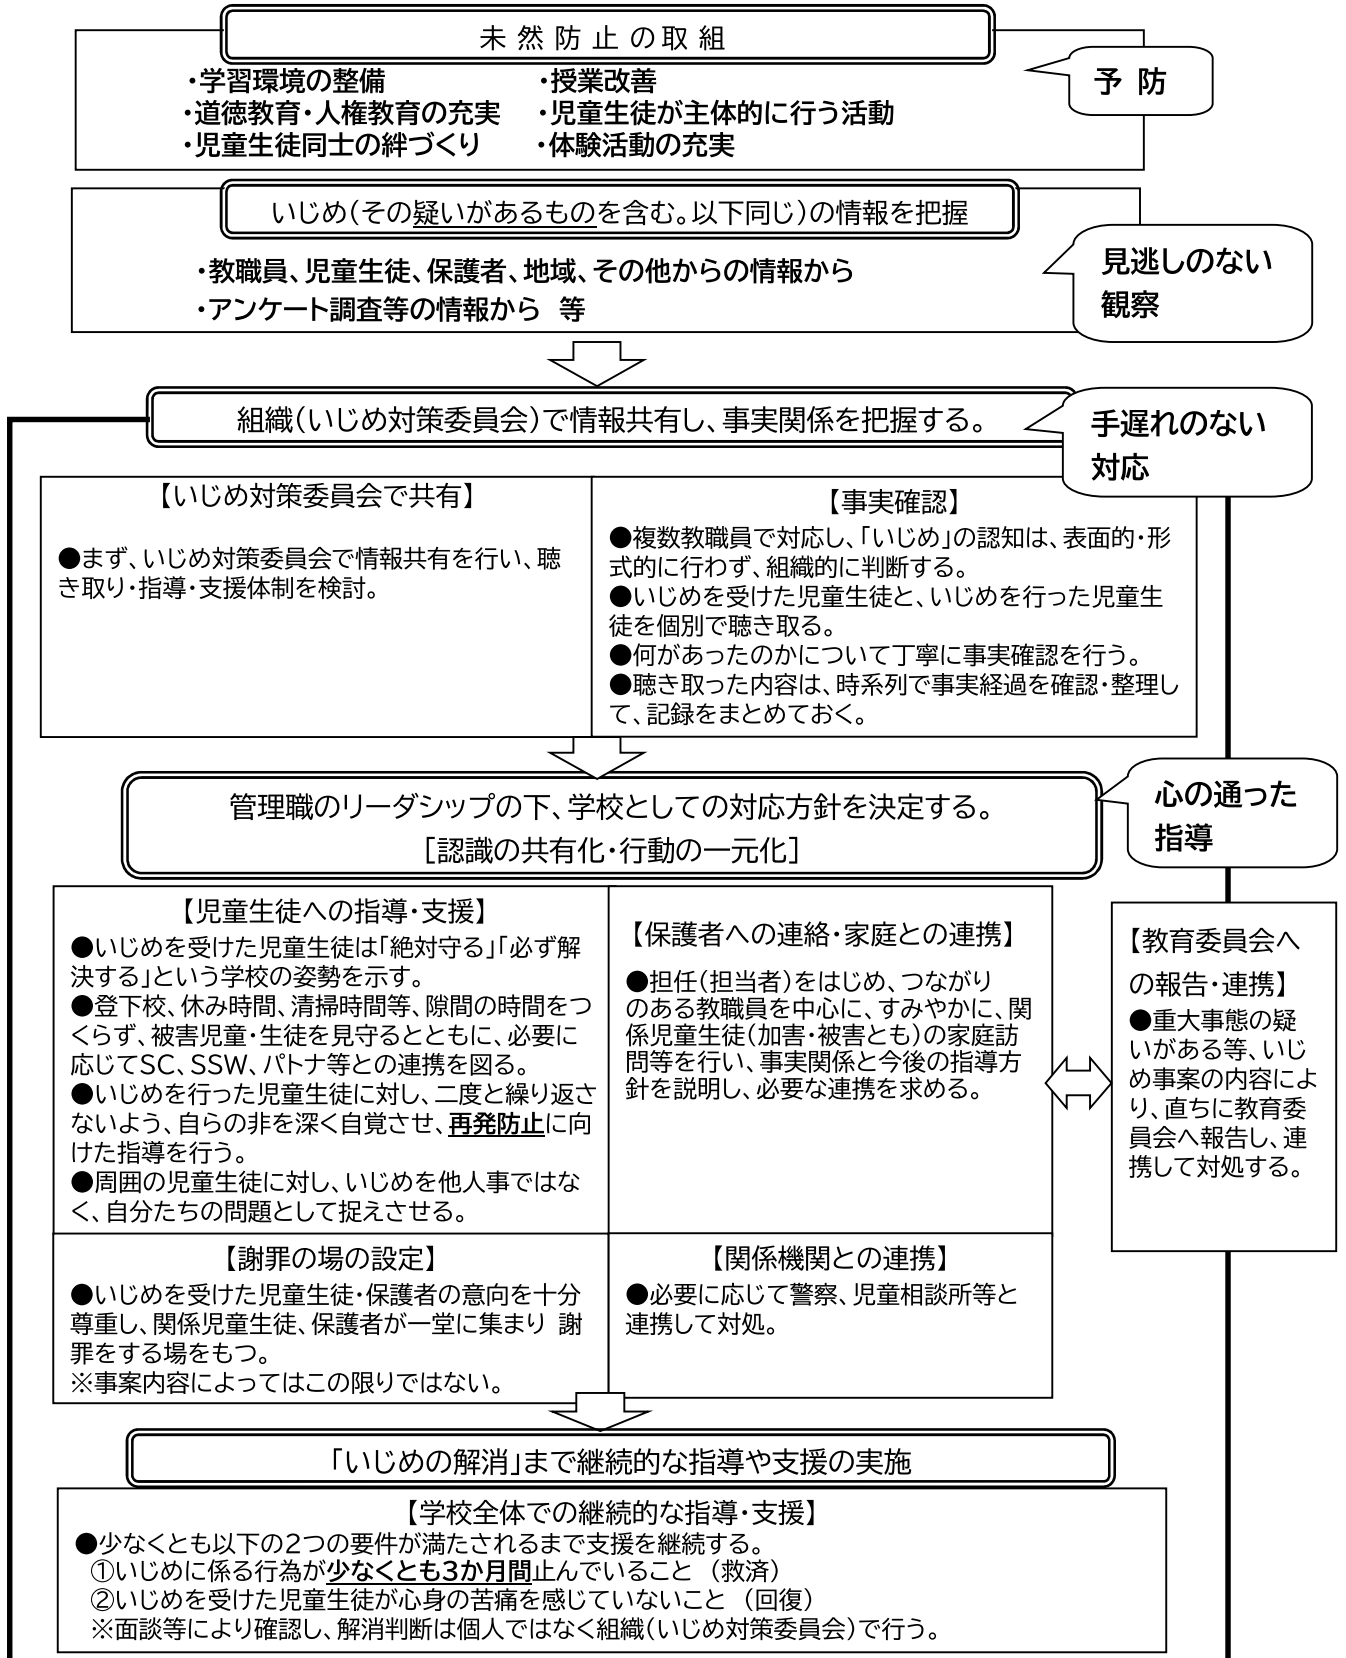 未然防止の取組
予防
・学習環境の整備
・授業改善
・道徳教育・人権教育の充実
・児童生徒が主体的に行う活動
・児童生徒同士の絆づくり
・体験活動の充実
いじめ(その疑いがあるものを含む。以下同じ)の情報を把握
見逃しのない
観察
・教職員、児童生徒、保護者、地域、その他からの情報から
・アンケート調査等の情報から 等
組織(いじめ対策委員会)で情報共有し、事実関係を把握する。
手遅れのない
対応
【いじめ対策委員会で共有】
●まず、いじめ対策委員会で情報共有を行い、聴
き取り・指導・支援体制を検討。
【事実確認】
●複数教職員で対応し、「いじめ」の認知は、表面的・形
式的に行わず、組織的に判断する。
●いじめを受けた児童生徒と、いじめを行った児童生
徒を個別で聴き取る。
●何があったのかについて丁寧に事実確認を行う。
●聴き取った内容は、時系列で事実経過を確認・整理し
て、記録をまとめておく。
管理職のリーダシップの下、学校としての対応方針を決定する。
[認識の共有化・行動の一元化]
心の通った
指導
【児童生徒への指導・支援】
●いじめを受けた児童生徒は「絶対守る」「必ず解
決する」という学校の姿勢を示す。
●登下校、休み時間、清掃時間等、隙間の時間をつ
くらず、被害児童・生徒を見守るとともに、必要に
応じてSC、SSW、パトナ等との連携を図る。
●いじめを行った児童生徒に対し、二度と繰り返さ
ないよう、自らの非を深く自覚させ、再発防止に向
けた指導を行う。
●周囲の児童生徒に対し、いじめを他人事ではな
く、自分たちの問題として捉えさせる。
【保護者への連絡・家庭との連携】
●担任(担当者)をはじめ、つながり
のある教職員を中心に、すみやかに、関
係児童生徒(加害・被害とも)の家庭訪
問等を行い、事実関係と今後の指導方
針を説明し、必要な連携を求める。
【教育委員会へ
の報告・連携】
●重大事態の疑
いがある等、いじ
め事案の内容によ
り、直ちに教育委
員会へ報告し、連
携して対処する。
【謝罪の場の設定】
●いじめを受けた児童生徒・保護者の意向を十分
尊重し、関係児童生徒、保護者が一堂に集まり 謝
罪をする場をもつ。
※事案内容によってはこの限りではない。
【関係機関との連携】
●必要に応じて警察、児童相談所等と
連携して対処。
「いじめの解消」まで継続的な指導や支援の実施
【学校全体での継続的な指導・支援】
●少なくとも以下の2つの要件が満たされるまで支援を継続する。
①いじめに係る行為が少なくとも3か月間止んでいること (救済)
②いじめを受けた児童生徒が心身の苦痛を感じていないこと (回復)
※面談等により確認し、解消判断は個人ではなく組織(いじめ対策委員会)で行う。